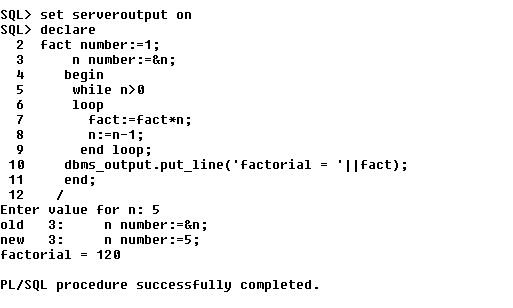 SQL> set serveroutput on
SQL> declare
  2  fact number:=1;
  3      n number:=&n;
  4     begin
  5      while n>0
  6      loop
  7        fact:=fact*n;
  8        n:=n-1;
  9       end loop;
 10     dbms_output.put_line('factorial = '||fact);
 11     end;
 12    /
Enter value for n: 5
old   3:     n number:=&n;
new   3:     n number:=5;
factorial = 120
PL/SQL procedure successfully completed.